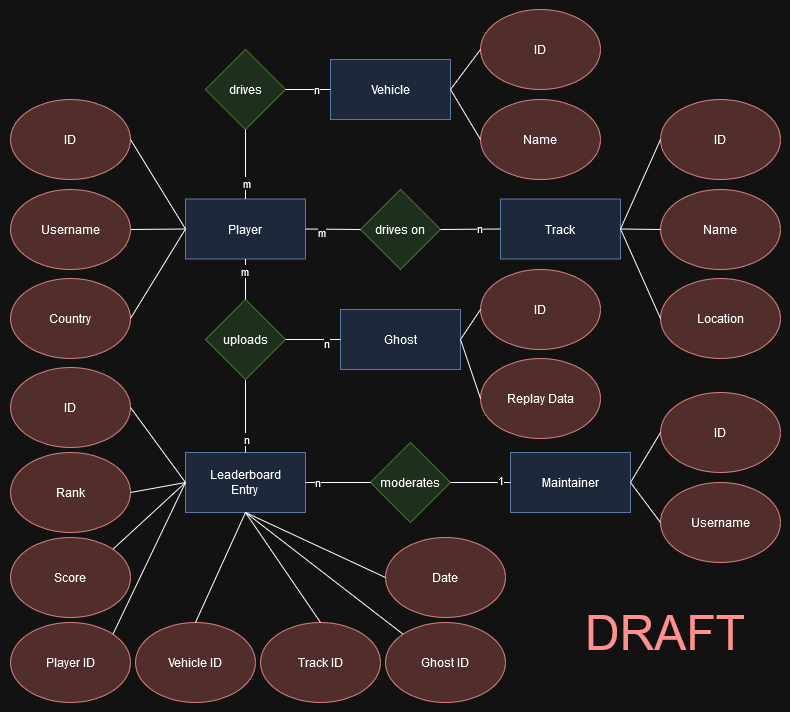 ID
drives
n
Vehicle
Name
m
ID
ID
Username
Player
m
drives on
n
Track
Name
Country
m
Location
uploads
n
Ghost
ID
Replay Data
ID
n
Rank
Leaderboard
Entry
n
moderates
1
Maintainer
ID
Username
Score
Date
Player ID
Vehicle ID
Track ID
Ghost ID
DRAFT